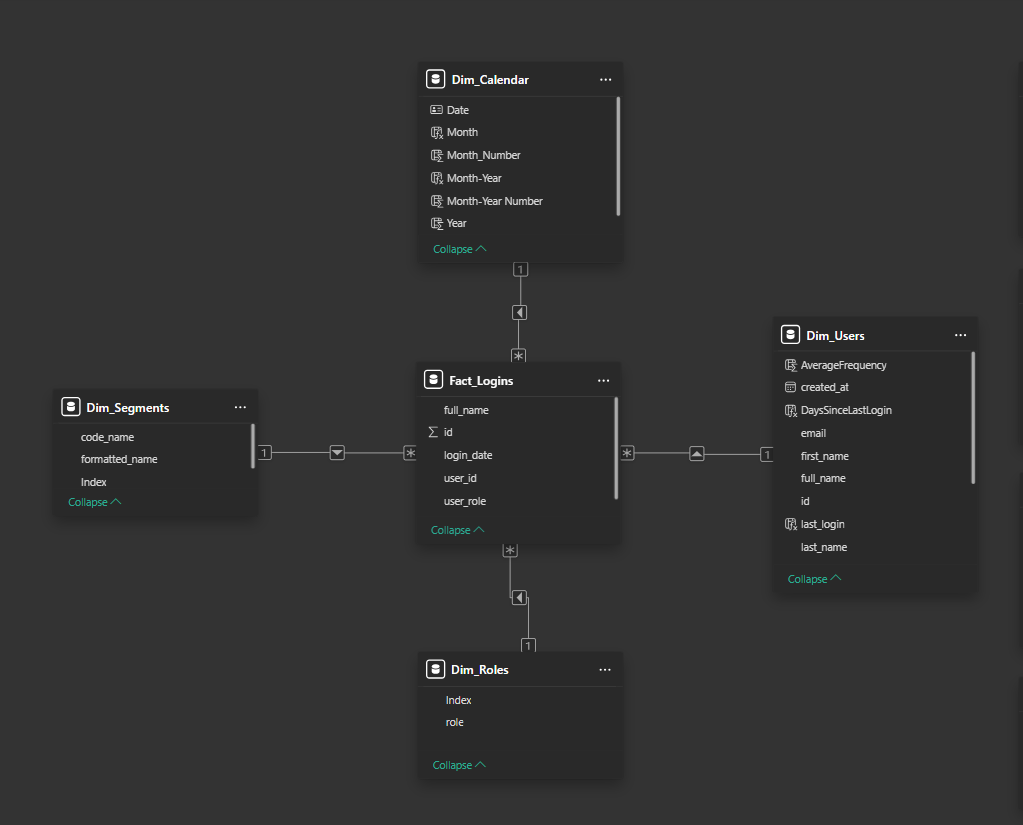 Dim_Calendar
Date
Month
Month_Number
Month-Year
Month-Year Number
Year
Collapse
1
*
Fact_Logins
full_name
id
login_date
user_id
user_role
Collapse
Dim_Segments
code_name
formatted_name
Index
Collapse
1
*
*
1
Dim_Users
AverageFrequency
created_at
DaysSinceLastLogin
email
first_name
full_name
id
last_login
last_name
Collapse
*
1
Dim_Roles
Index
role
Collapse